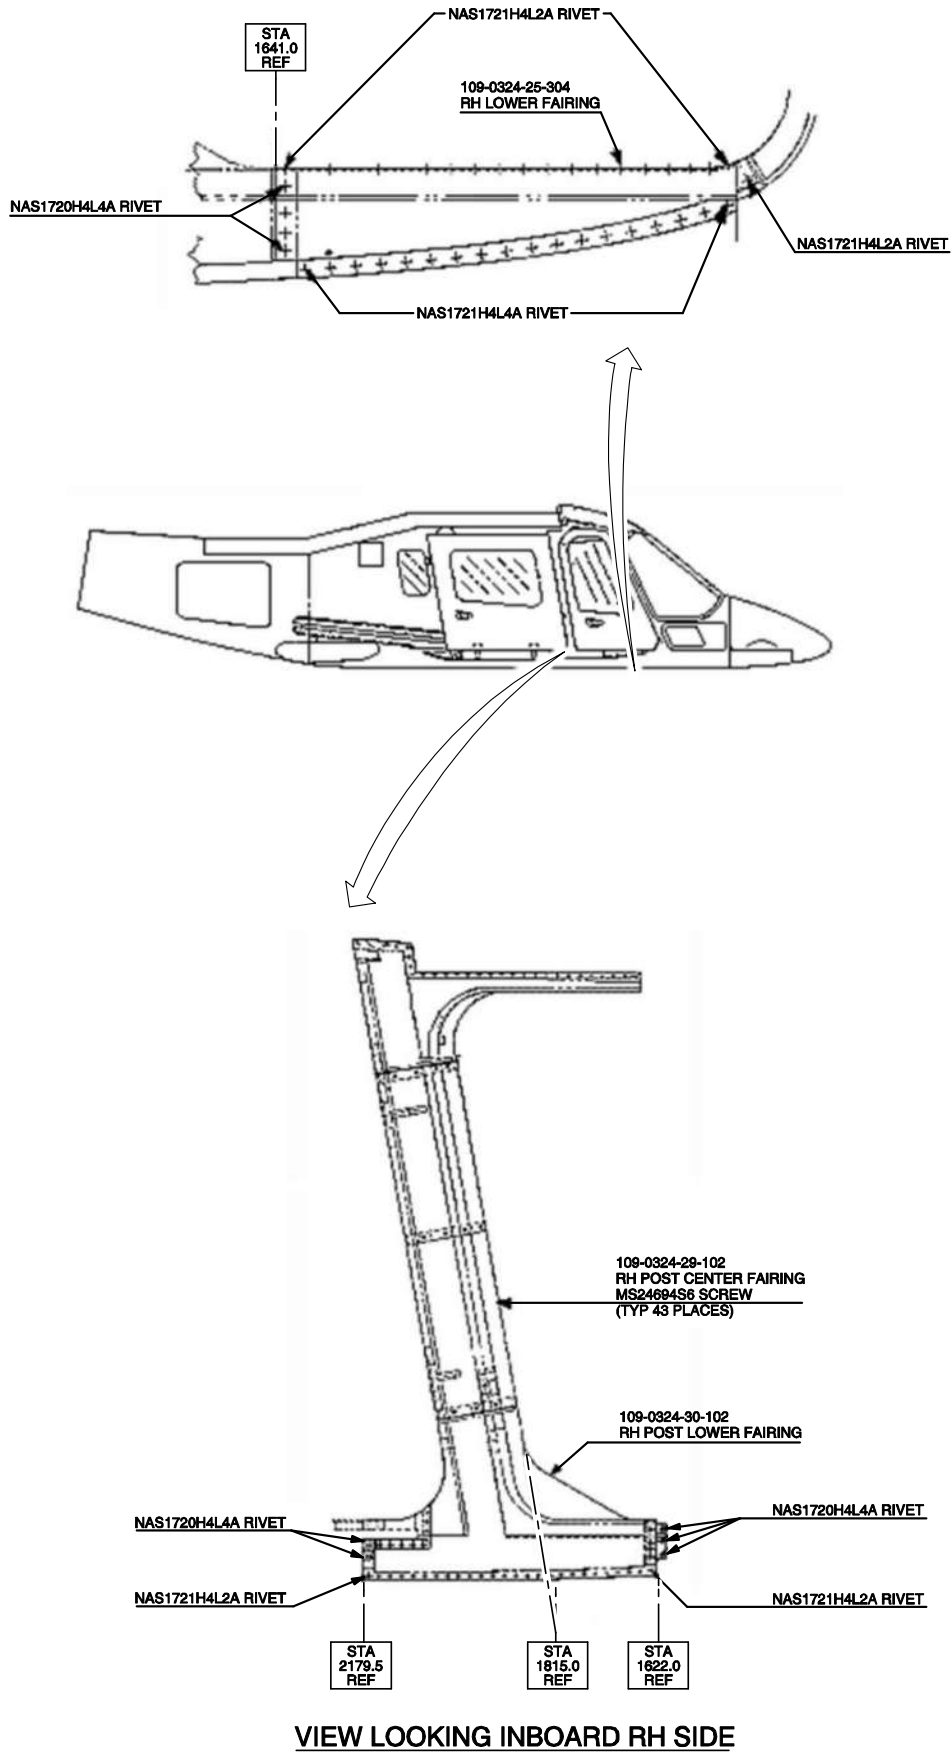 NAS1721H4L2A RIVET
STA
1641.0
REF
109-0324-25-304
RH LOWER FAIRING
NAS1720H4L4A RIVET
NAS1721H4L2A RIVET
NAS1721H4L4A RIVET
109-0324-29-102
RH POST CENTER FAIRING
MS24694S6 SCREW
(TYP 43 PLACES)
109-0324-30-102
RH POST LOWER FAIRING
NAS1720H4L4A RIVET
NAS1720H4L4A RIVET
NAS1721H4L2A RIVET
NAS1721H4L2A RIVET
STA
2179.5
REF
STA
1815.0
REF
STA
1622.0
REF
VIEW LOOKING INBOARD RH SIDE